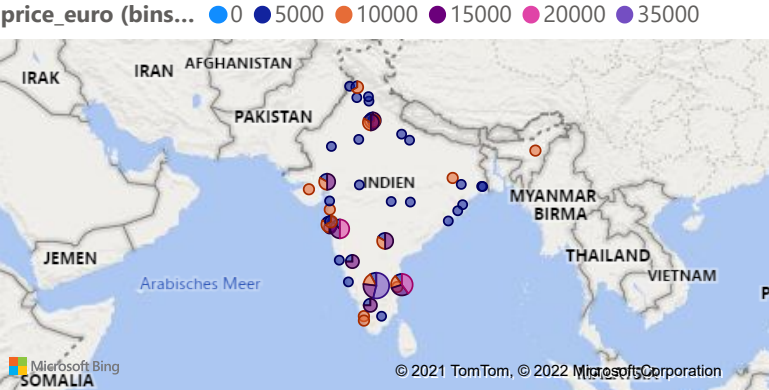 price_euro (bins... 0 5000 10000 15000 20000 35000
AFGHANISTAN
IRAN
IRAK
PAKISTAN
INDIEN
MYANMAR
BIRMA
JEMEN
THAILAND
Arabisches Meer
VIETNAM
P
Microsoft Bing
© 2021 TomTom, © 2022 Microsoft Corporation
SOMALIA